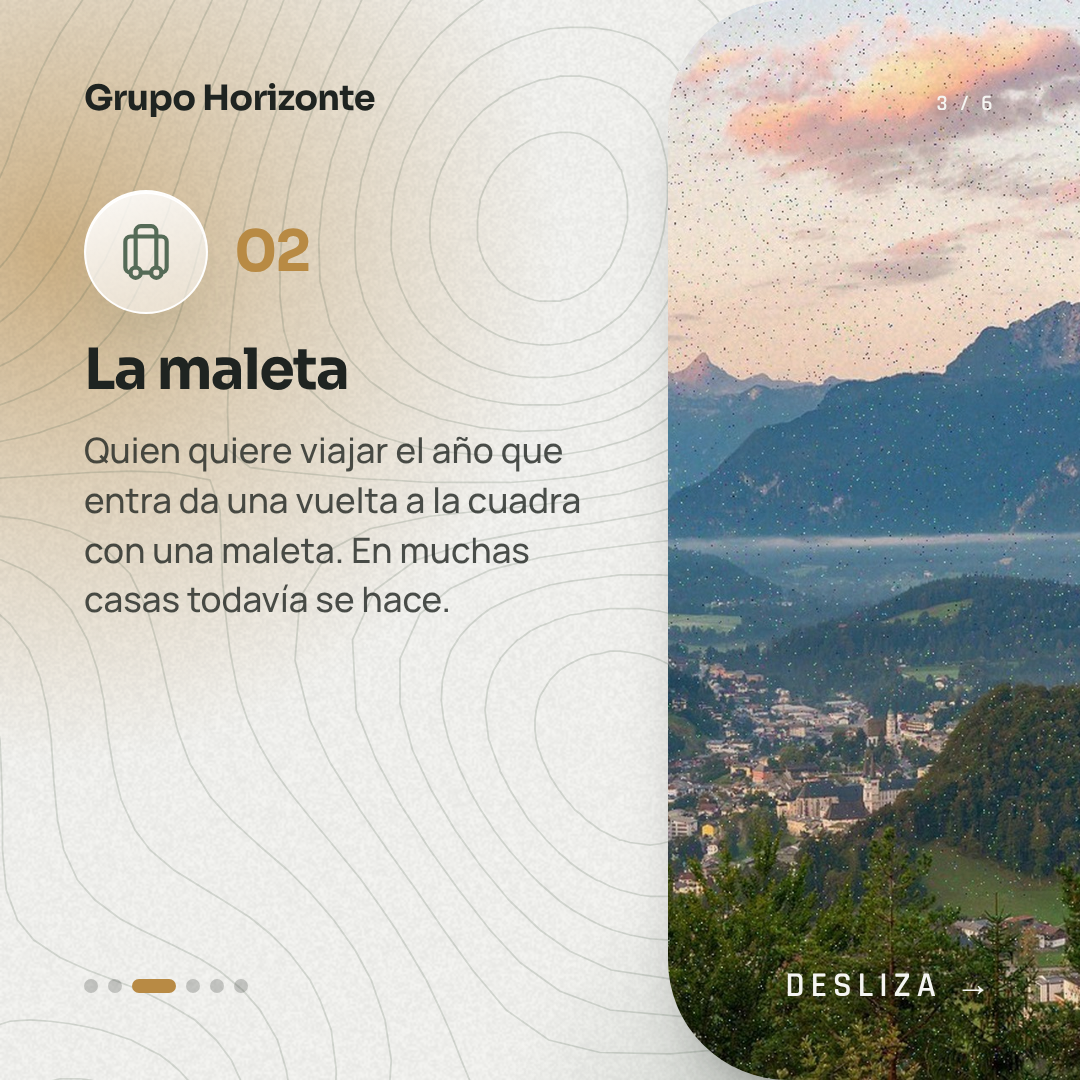 Grupo Horizonte
3 / 6
02
La maleta
Quien quiere viajar el año que
entra da una vuelta a la cuadra
con una maleta. En muchas
casas todavía se hace.
DESLIZA →